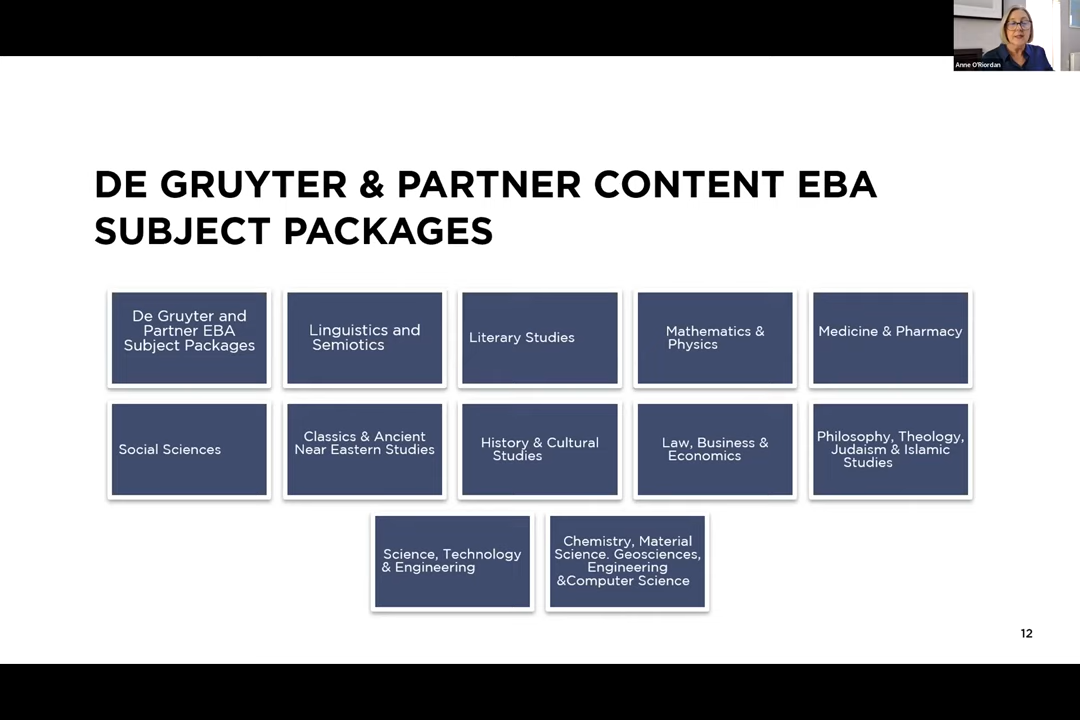 Anne O'Riordan
DE GRUYTER & PARTNER CONTENT EBA
SUBJECT PACKAGES
De Gruyter and
Partner EBA
Subject Packages
Linguistics and
Semiotics
Literary Studies
Mathematics &
Physics
Medicine & Pharmacy
Social Sciences
Classics & Ancient
Near Eastern Studies
History & Cultural
Studies
Law, Business &
Economics
Philosophy, Theology,
Judaism & Islamic
Studies
Science, Technology
& Engineering
Chemistry, Material
Science. Geosciences,
Engineering
&Computer Science
12